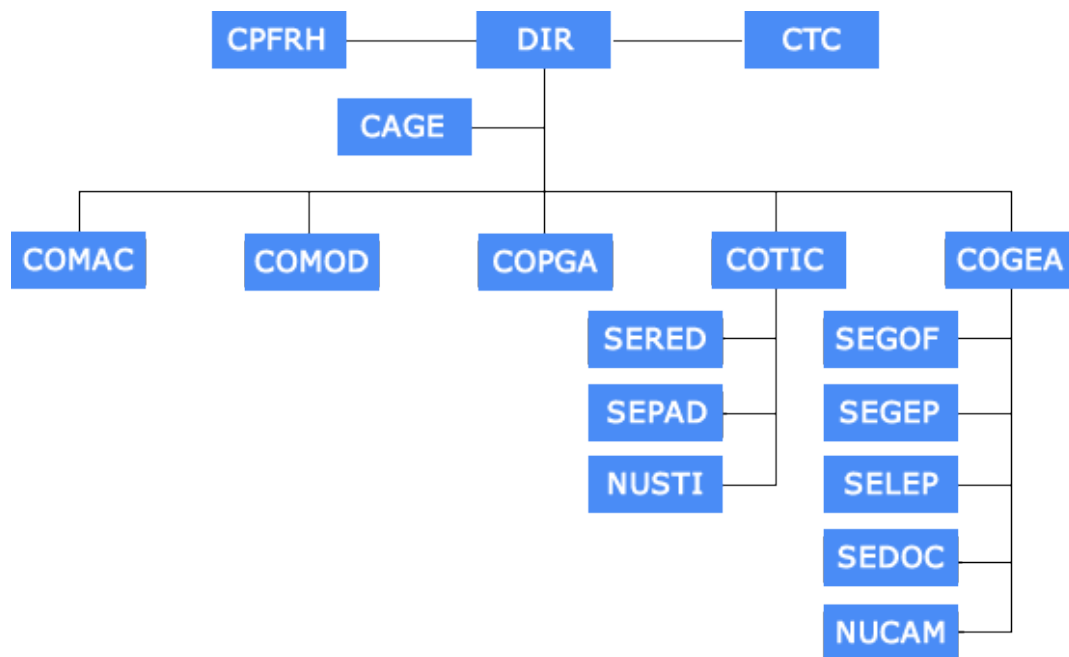 CPFRH DIR CTC
CAGE
COMAC COMOD COPGA COTIC COGEA
SERED SEGOF
SEPAD SEGEP
NUSTI SELEP
SEDOC
NUCAM